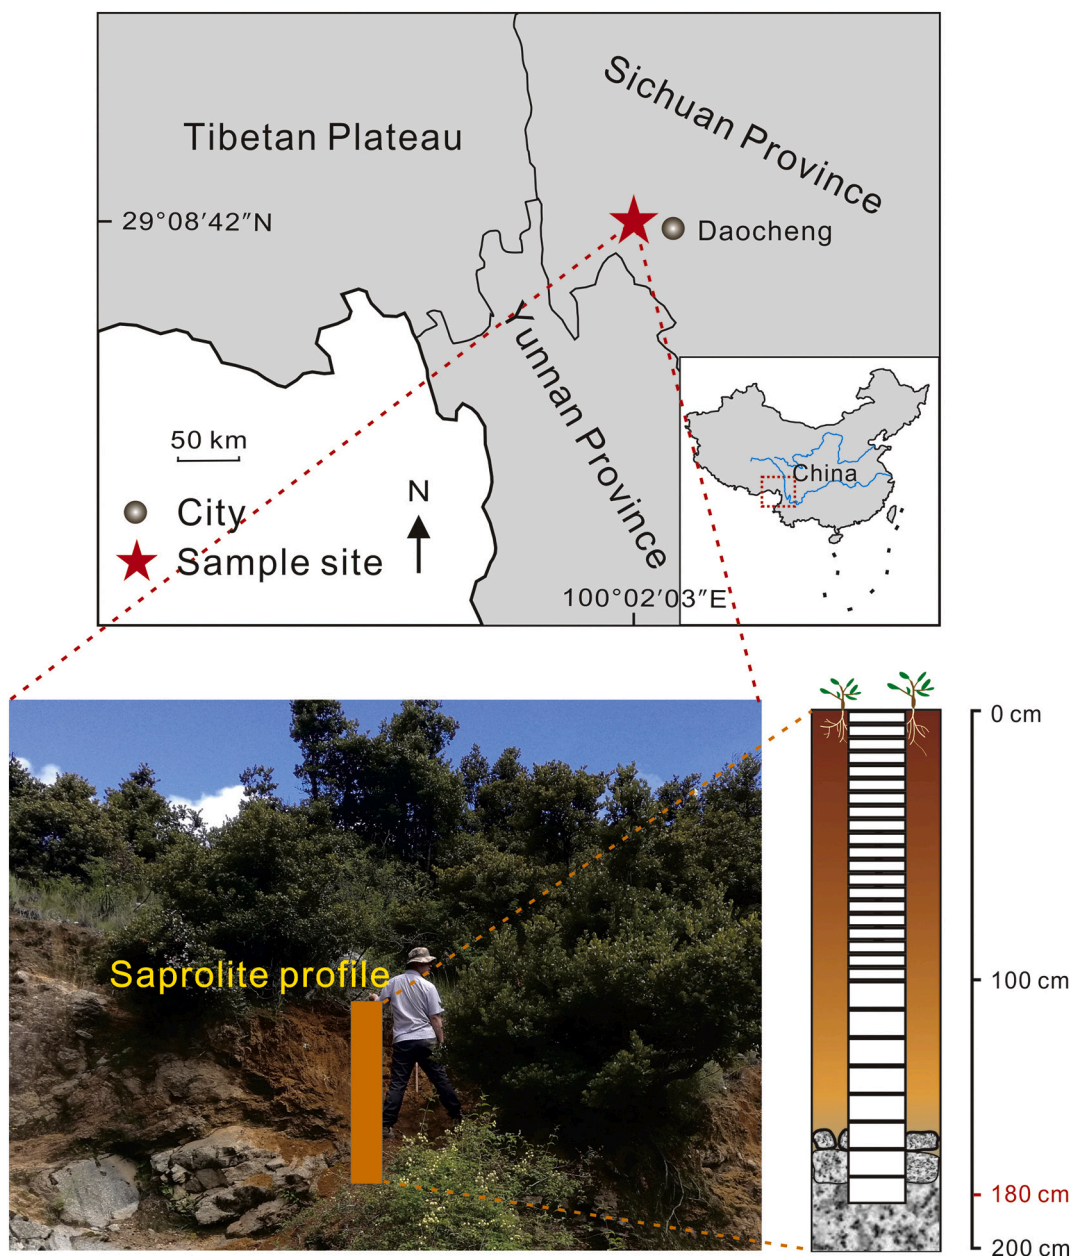 Sichuan Province
Tibetan Plateau
29°08′42″N
Daocheng
Yunnan Province
50 km
China
N
City
Sample site
100°02′03″E
0 cm
Saprolite profile
100 cm
180 cm
200 cm